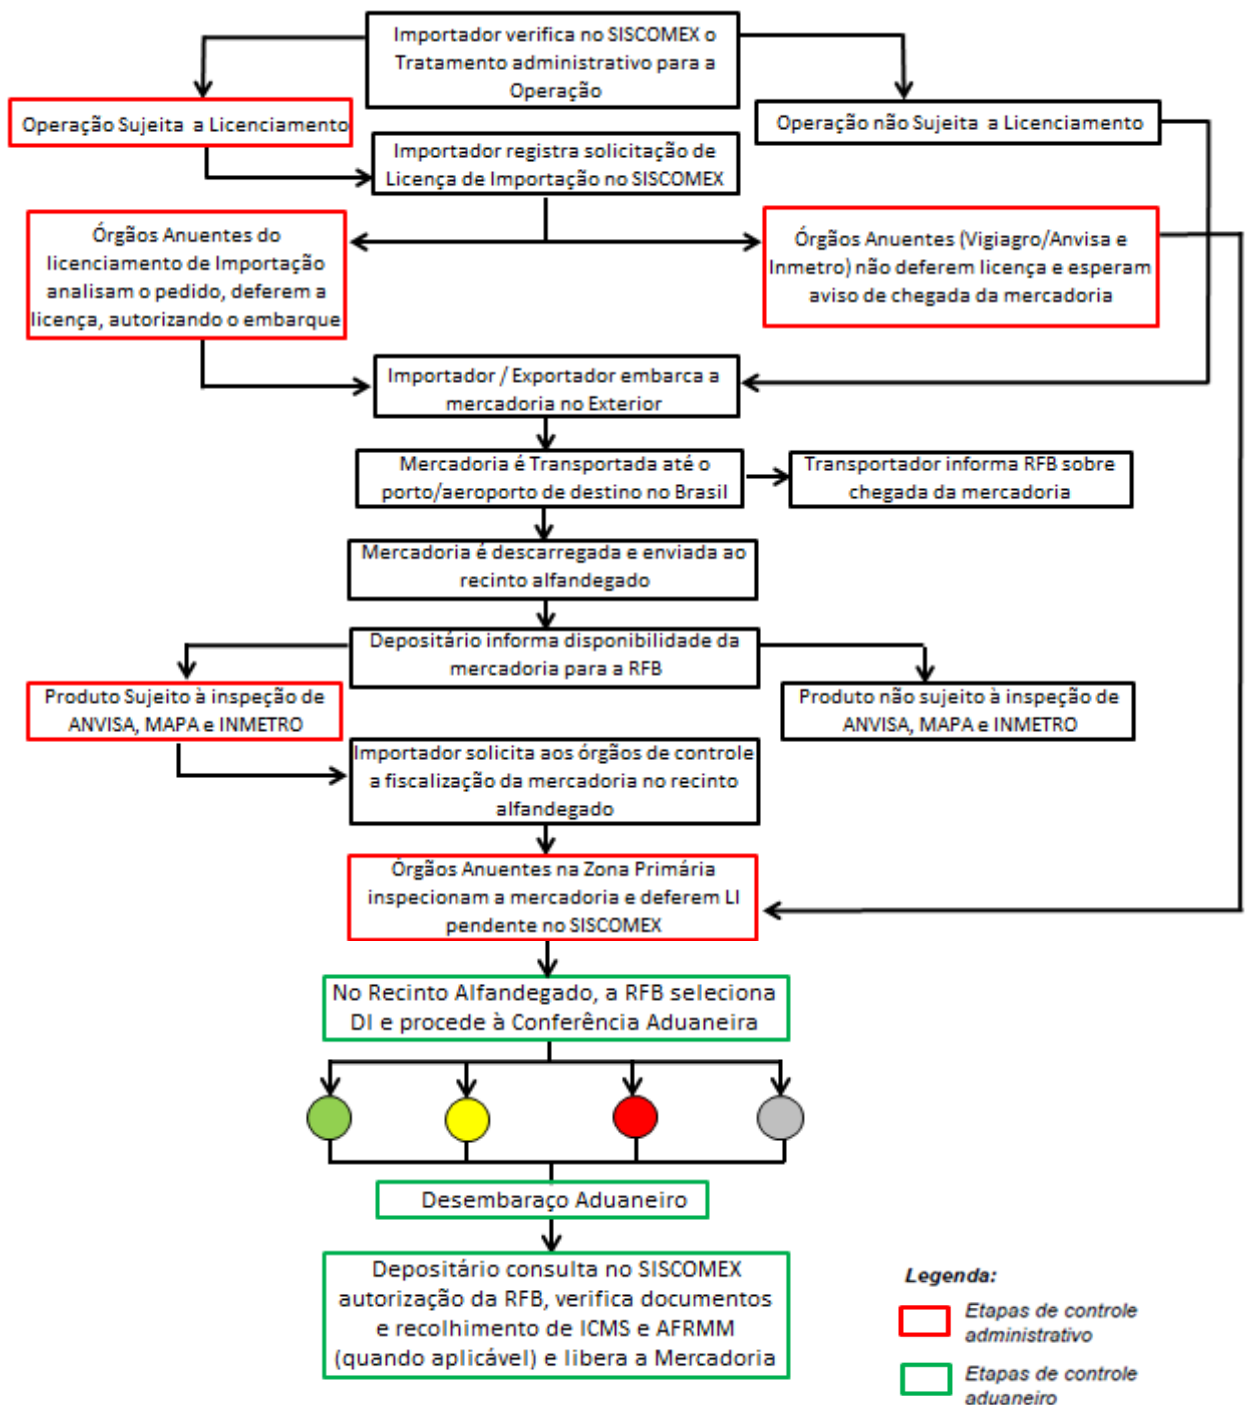 Importador verifica no SISCOMEX o
Tratamento administrativo para a
Operação
Operação Sujeita a Licenciamento
Operação não Sujeita a Licenciamento
Importador registra solicitação de
Licença de Importação no SISCOMEX
Órgãos Anuentes do
licenciamento de Importação
analisam o pedido, deferem a
licença, autorizando o embarque
Órgãos Anuentes (Vigiagro/Anvisa e
Inmetro) não deferem licença e esperam
aviso de chegada da mercadoria
Importador / Exportador embarca a
mercadoria no Exterior
Mercadoria é Transportada até o
porto/aeroporto de destino no Brasil
Transportador informa RFB sobre
chegada da mercadoria
Mercadoria é descarregada e enviada ao
recinto alfandegado
Depositário informa disponibilidade da
mercadoria para a RFB
Produto Sujeito à inspeção de
ANVISA, MAPA e INMETRO
Produto não sujeito à inspeção de
ANVISA, MAPA e INMETRO
Importador solicita aos órgãos de controle
a fiscalização da mercadoria no recinto
alfandegado
Órgãos Anuentes na Zona Primária
inspecionam a mercadoria e deferem LI
pendente no SISCOMEX
No Recinto Alfandegado, a RFB seleciona
DI e procede à Conferência Aduaneira
Desembaraço Aduaneiro
Depositário consulta no SISCOMEX
autorização da RFB, verifica documentos
e recolhimento de ICMS e AFRMM
(quando aplicável) e libera a Mercadoria
Legenda:
Etapas de controle
administrativo
Etapas de controle
aduaneiro